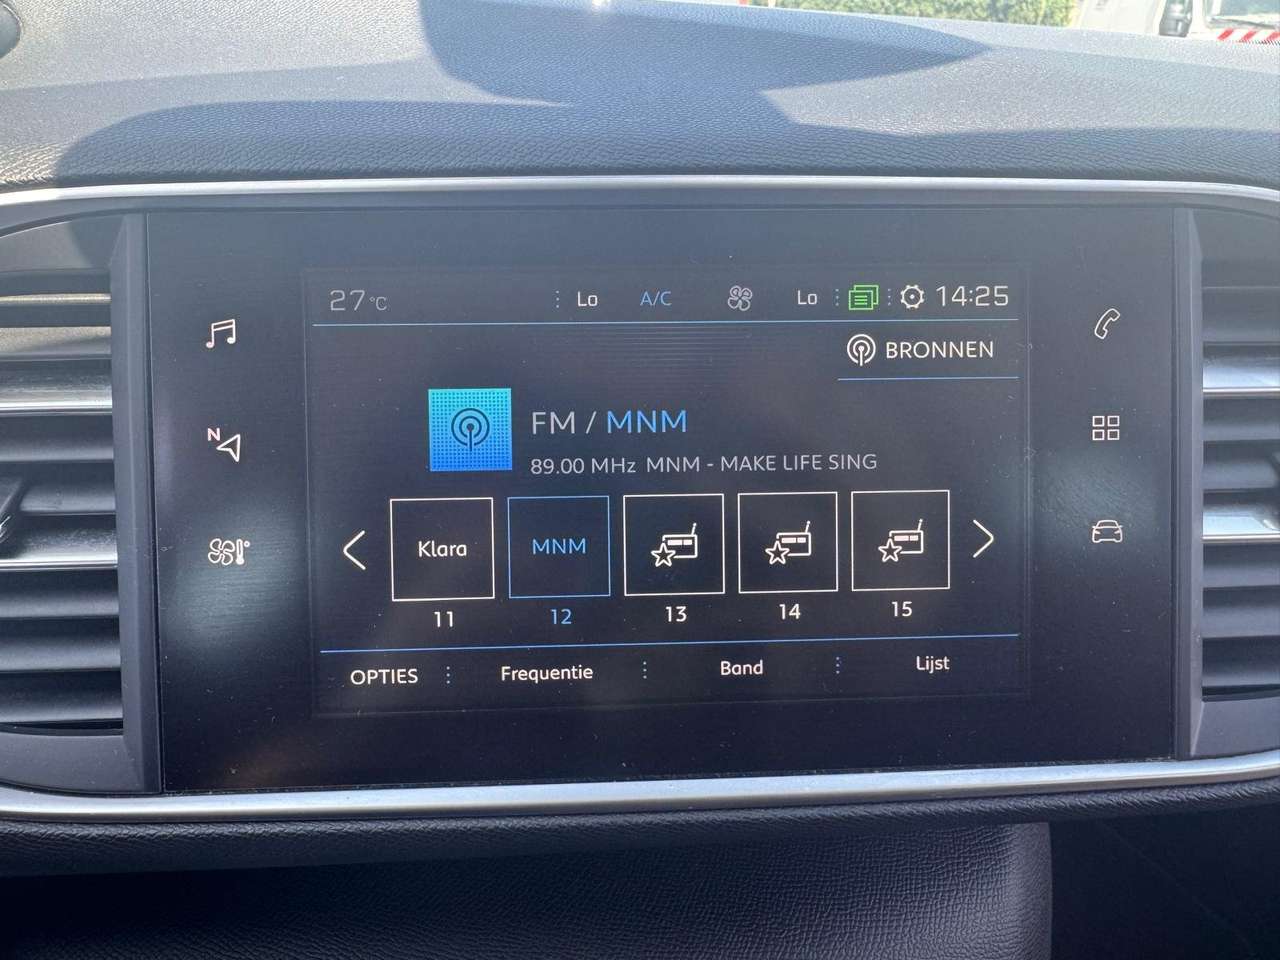 27°C Lo A/C Lo 14:25
BRONNEN
N
FM / MNM
89.00 MHz MNM - MAKE LIFE SING
Klara MNM
11 12 13 14 15
OPTIES Frequentie Band Lijst